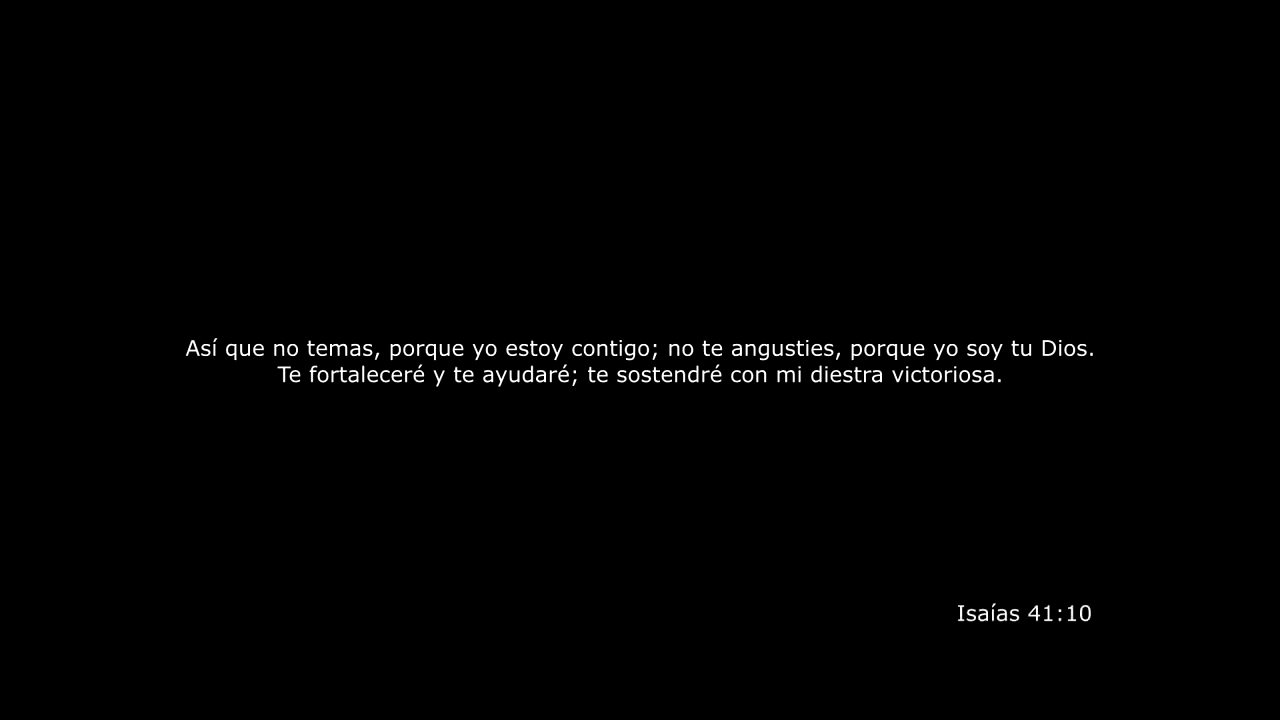 Así que no temas, porque yo estoy contigo; no te angusties, porque yo soy tu Dios.
Te fortaleceré y te ayudaré; te sostendré con mi diestra victoriosa.
Isaías 41:10